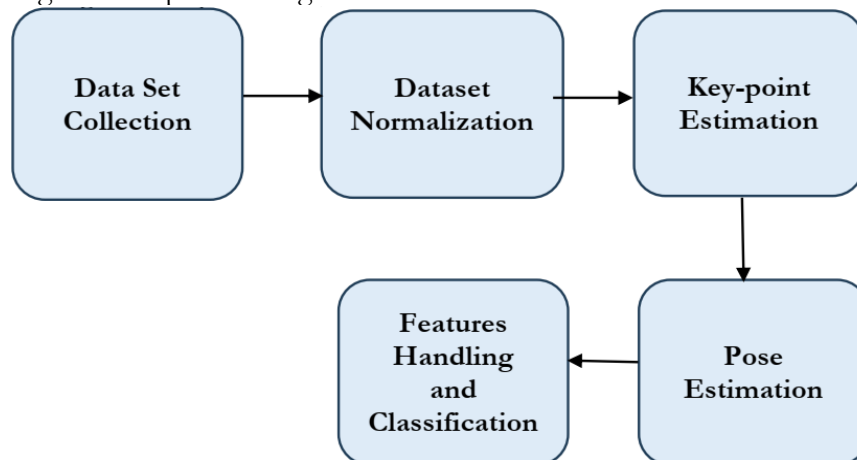 Data Set
Collection
Dataset
Normalization
Key-point
Estimation
Pose
Estimation
Features
Handling
and
Classification